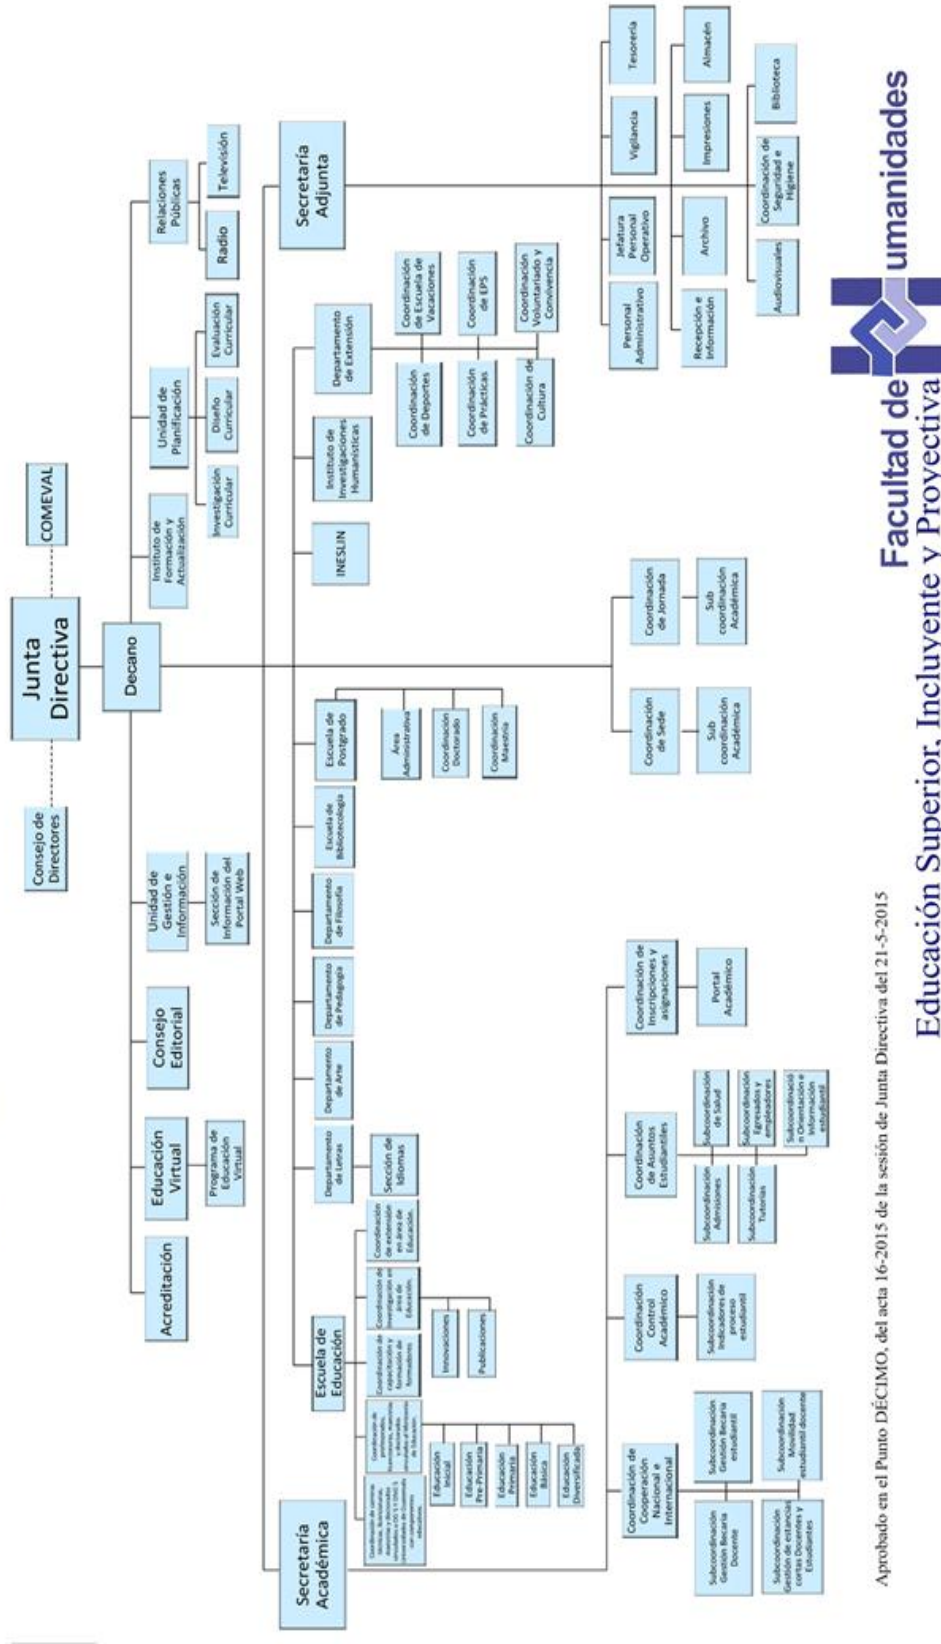 Junta
Directiva
Consejo de
Directores
COMEVAL
Decano
Acreditación
Educación
Virtual
Programa de
Educación
Virtual
Consejo
Editorial
Unidad de
Gestión e
Información
Sección de
Información del
Portal Web
Instituto de
Formación y
Actualización
Unidad de
Planificación
Investigación
Curricular
Diseño
Curricular
Evaluación
Curricular
Relaciones
Públicas
Radio
Televisión
Secretaría
Académica
Secretaría
Adjunta
Escuela de
Educación
Departamento
de Letras
Departamento
de Arte
Departamento
de Pedagogía
Departamento
de Filosofía
Escuela de
Bibliotecología
Escuela de
Postgrado
INESLIN
Instituto de
Investigaciones
Humanísticas
Departamento
de Extensión
Coordinación de
capacitación y
formación de
formadores
Coordinación de
investigación en
área de
Educación.
Coordinación
de extensión
en área de
Educación.
Sección de
Idiomas
Educación
Inicial
Educación
Pre-Primaria
Educación
Primaria
Educación
Básica
Educación
Diversificada
Innovaciones
Publicaciones
Área
Administrativa
Coordinación
Doctorado
Coordinación
Maestría
Coordinación
de Deportes
Coordinación
de Escuela de
Vacaciones
Coordinación
de Prácticas
Coordinación
de EPS
Coordinación de
Cultura
Coordinación
Voluntariado y
Convivencia
Coordinación de
Cooperación
Nacional e
Internacional
Subcoordinación
Gestión Becaria
Docente
Subcoordinación
Gestión Becaria
estudiantil
Subcoordinación
Gestión de estancias
cortas Docentes y
Estudiantes
Subcoordinación
Movilidad
estudiantil docente
Coordinación
Control
Académico
Subcoordinación
Indicadores de
proceso
estudiantil
Coordinación
de Asuntos
Estudiantiles
Subcoordinación
Admisiones
Subcoordinación
de Salud
Subcoordinación
Tutorías
Subcoordinación
Egresados y
empleadores
Subcoordinació
n Orientación e
Información
estudiantil
Coordinación de
Inscripciones y
asignaciones
Portal
Académico
Coordinación
de Sede
Sub
coordinación
Académica
Coordinación
de Jornada
Sub
coordinación
Académica
Personal
Administrativo
Jefatura
Personal
Operativo
Vigilancia
Tesorería
Recepción e
Información
Archivo
Impresiones
Almacén
Audiovisuales
Coordinación de
Seguridad e
Higiene
Biblioteca
Aprobado en el Punto DÉCIMO, del acta 16-2015 de la sesión de Junta Directiva del 21-5-2015
Facultad de Humanidades
Educación Superior, Incluyente y Proyectiva